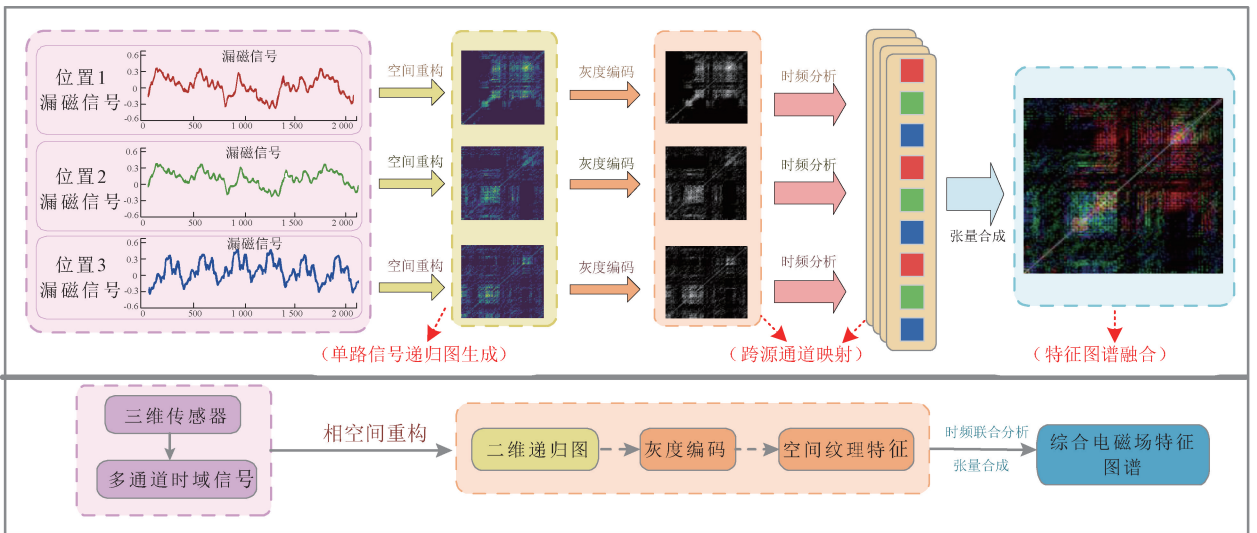 位置1
漏磁信号
漏磁信号
0.6
0.3
0
-0.3
-0.6
0
500
1 000
1 500
2 000
空间重构
灰度编码
时频分析
位置2
漏磁信号
漏磁信号
0.6
0.3
0
-0.3
-0.6
0
500
1 000
1 500
2 000
空间重构
灰度编码
时频分析
位置3
漏磁信号
漏磁信号
0.6
0.3
0
-0.3
-0.6
0
500
1 000
1 500
2 000
空间重构
灰度编码
时频分析
张量合成
（单路信号递归图生成）
（跨源通道映射）
（特征图谱融合）
三维传感器
多通道时域信号
相空间重构
二维递归图
灰度编码
空间纹理特征
时频联合分析
张量合成
综合电磁场特征
图谱